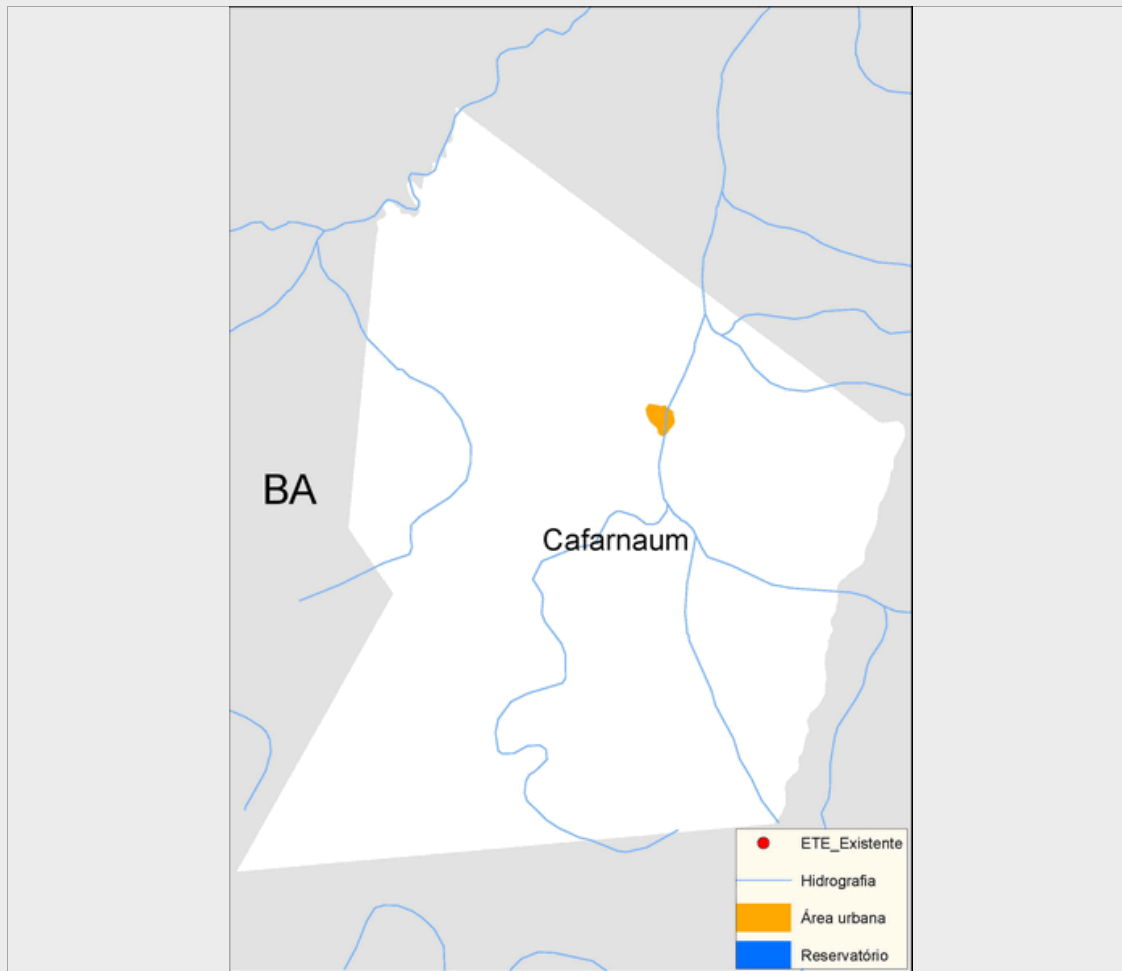 BA
Cafarnaum
ETE_Existente
Hidrografia
Área urbana
Reservatório